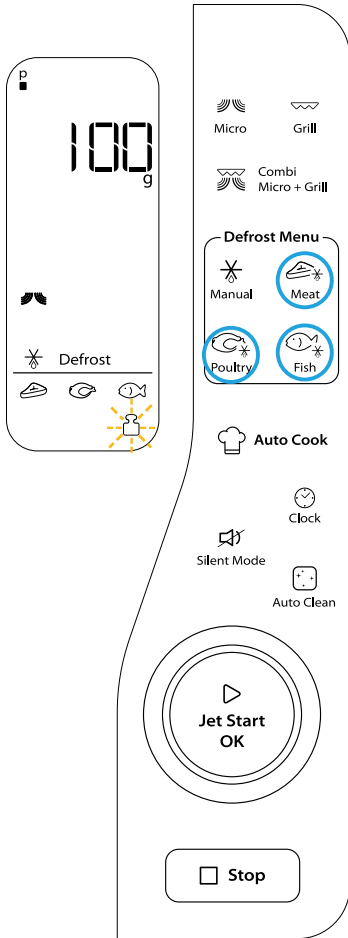 p
100
g
Defrost
Micro
Grill
Combi
Micro + Grill
Defrost Menu
Manual
Meat
Poultry
Fish
Auto Cook
Clock
Silent Mode
Auto Clean
Jet Start
OK
Stop